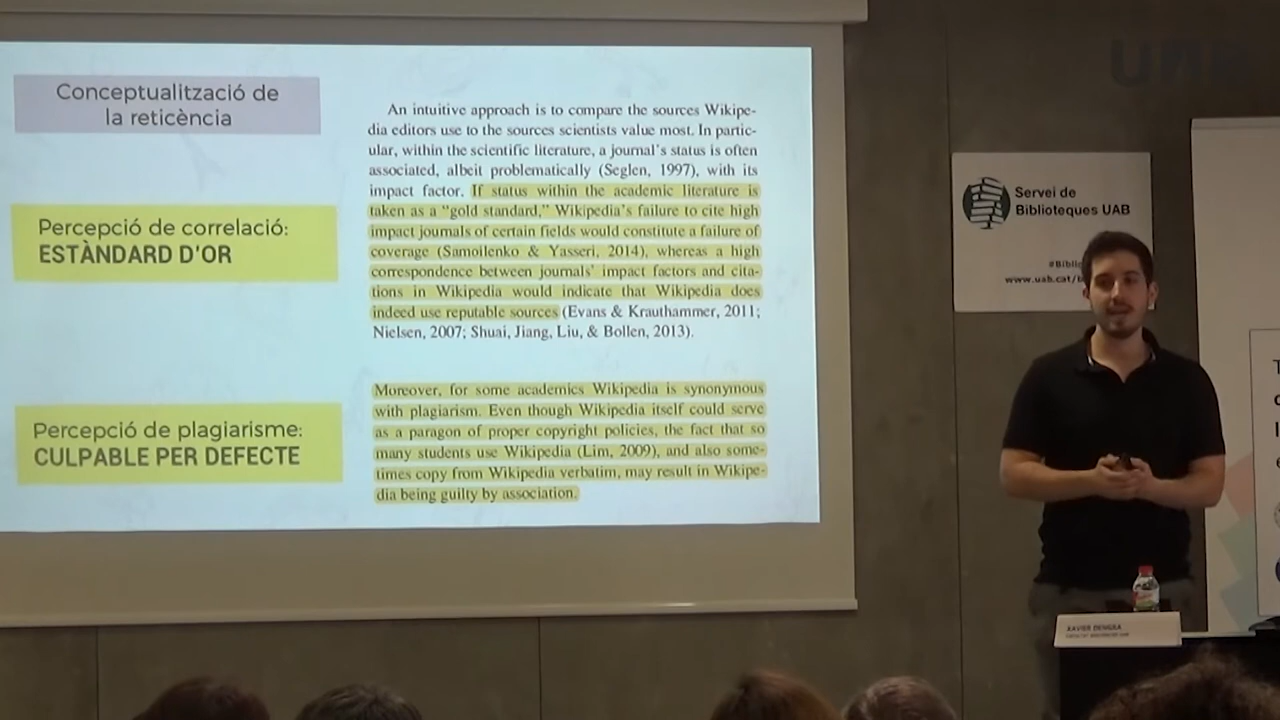 Conceptualització de
la reticència
Percepció de correlació:
ESTÀNDARD D'OR
Percepció de plagiarisme:
CULPABLE PER DEFECTE
An intuitive approach is to compare the sources Wikipe-
dia editors use to the sources scientists value most. In partic-
ular, within the scientific literature, a journal's status is often
associated, albeit problematically (Seglen, 1997), with its
impact factor. If status within the academic literature is
taken as a "gold standard," Wikipedia's failure to cite high
impact journals of certain fields would constitute a failure of
coverage (Samoilenko & Yasseri, 2014), whereas a high
correspondence between journals' impact factors and cita-
tions in Wikipedia would indicate that Wikipedia does
indeed use reputable sources (Evans & Krauthammer, 2011;
Nielsen, 2007; Shuai, Jiang, Liu, & Bollen, 2013).
Moreover, for some academics Wikipedia is synonymous
with plagiarism. Even though Wikipedia itself could serve
as a paragon of proper copyright policies, the fact that so
many students use Wikipedia (Lim, 2009), and also some-
times copy from Wikipedia verbatim, may result in Wikipe-
dia being guilty by association.
UAB
Servei de
Biblioteques UAB
#Biblio
www.uab.cat/b
XAVIER DENGRA